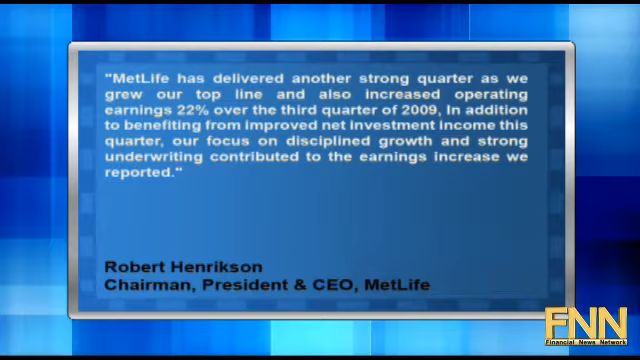 "MetLife has delivered another strong quarter as we
grew our top line and also increased operating
earnings 22% over the third quarter of 2009, In addition
to benefiting from improved net investment income this
quarter, our focus on disciplined growth and strong
underwriting contributed to the earnings increase we
reported."
Robert Henrikson
Chairman, President & CEO, MetLife
FNN
Financial News Network